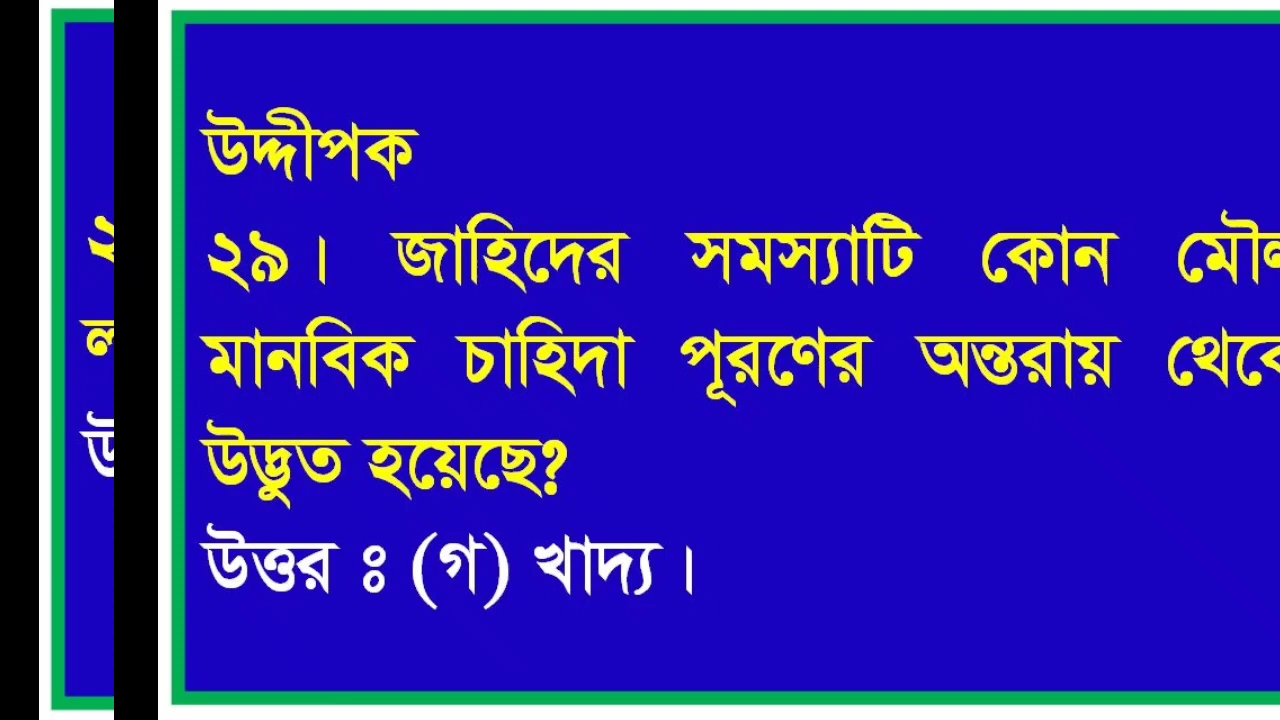 উদ্দীপক
২৯। জাহিদের সমস্যাটি কোন
মানবিক চাহিদা পূরণের অন্তরায়
উদ্ভুত হয়েছে?
উত্তর ঃ (গ) খাদ্য।